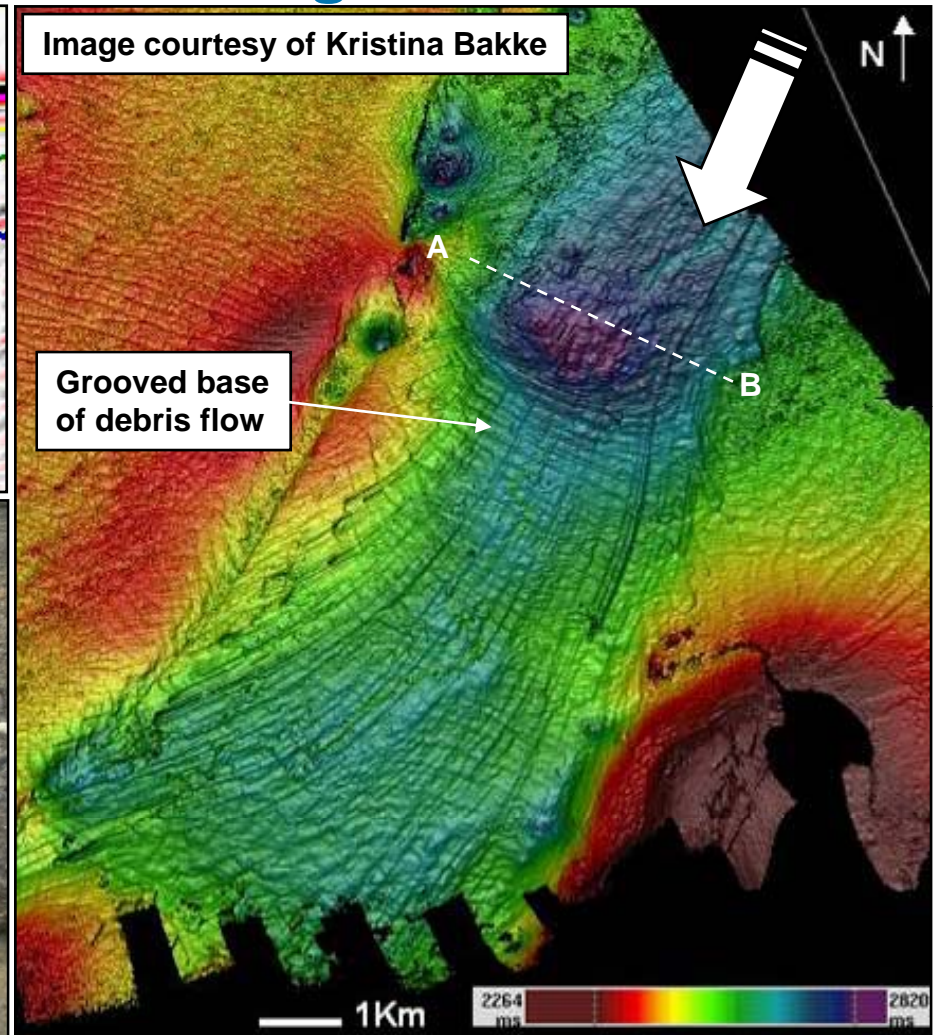 Image courtesy of Kristina Bakke
N
A
B
Grooved base
of debris flow
1Km
2264
ms
2820
ms